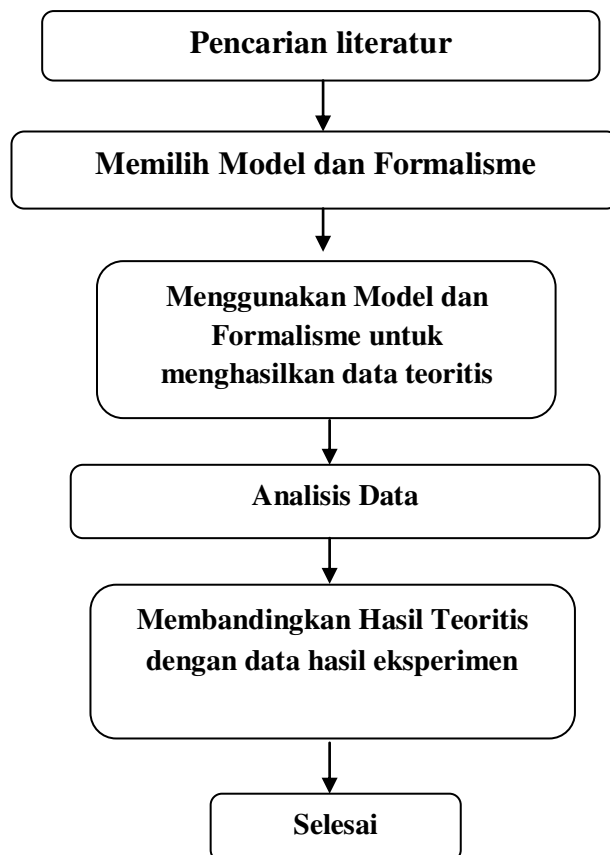 Pencarian literatur
Memilih Model dan Formalisme
Menggunakan Model dan
Formalisme untuk
menghasilkan data teoritis
Analisis Data
Membandingkan Hasil Teoritis
dengan data hasil eksperimen
Selesai